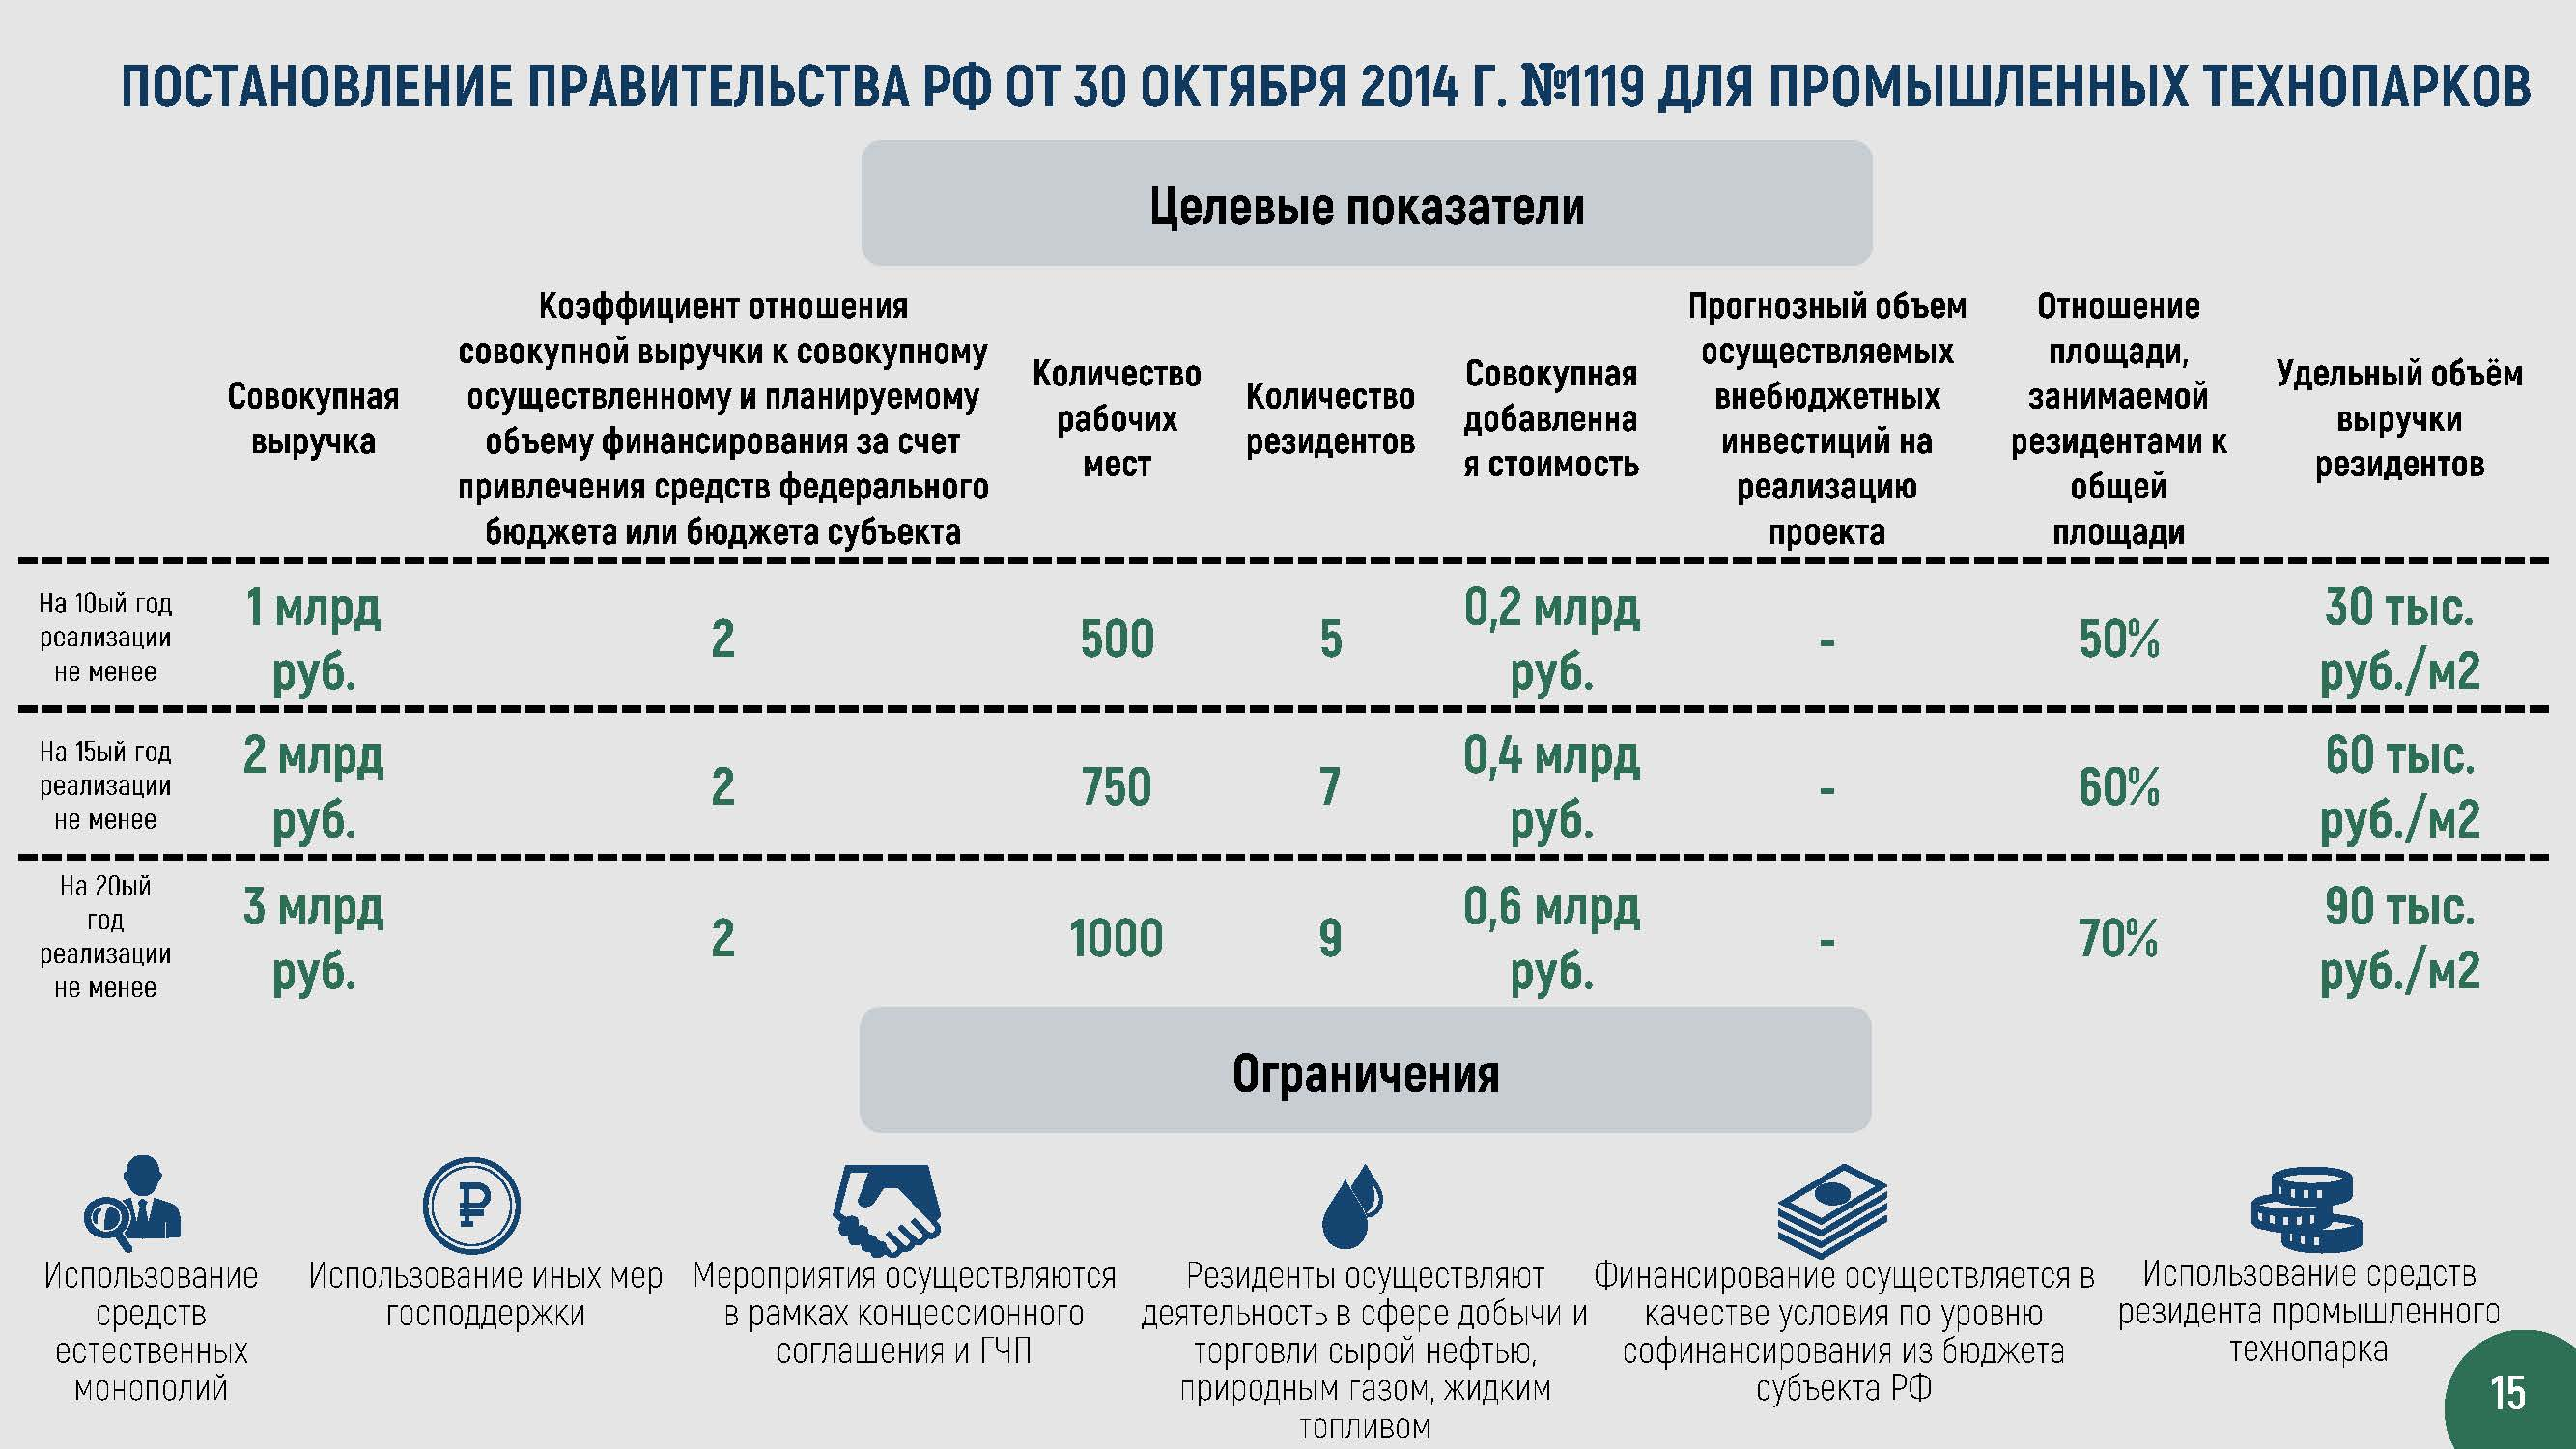 ПОСТАНОВЛЕНИЕ ПРАВИТЕЛЬСТВА РФ ОТ 30 ОКТЯБРЯ 2014 Г. №1119 ДЛЯ ПРОМЫШЛЕННЫХ ТЕХНОПАРКОВ
Целевые показатели
Совокупная
выручка
Коэффициент отношения
совокупной выручки к совокупному
осуществленному и планируемому
объему финансирования за счет
привлечения средств федерального
бюджета или бюджета субъекта
Количество
рабочих
мест
Количество
резидентов
Совокупная
добавленна
я стоимость
Прогнозный объем
осуществляемых
внебюджетных
инвестиций на
реализацию
проекта
Отношение
площади,
занимаемой
резидентами к
общей
площади
Удельный объём
выручки
резидентов
На 10ый год
реализации
не менее
1 млрд
руб.
2
500
5
0,2 млрд
руб.
-
50%
30 тыс.
руб./м2
На 15ый год
реализации
не менее
2 млрд
руб.
2
750
7
0,4 млрд
руб.
-
60%
60 тыс.
руб./м2
На 20ый
год
реализации
не менее
3 млрд
руб.
2
1000
9
0,6 млрд
руб.
-
70%
90 тыс.
руб./м2
Ограничения
Использование
средств
естественных
монополий
Использование иных мер
господдержки
Мероприятия осуществляются
в рамках концессионного
соглашения и ГЧП
Резиденты осуществляют
деятельность в сфере добычи и
торговли сырой нефтью,
природным газом, жидким
топливом
Финансирование осуществляется в
качестве условия по уровню
софинансирования из бюджета
субъекта РФ
Использование средств
резидента промышленного
технопарка
15